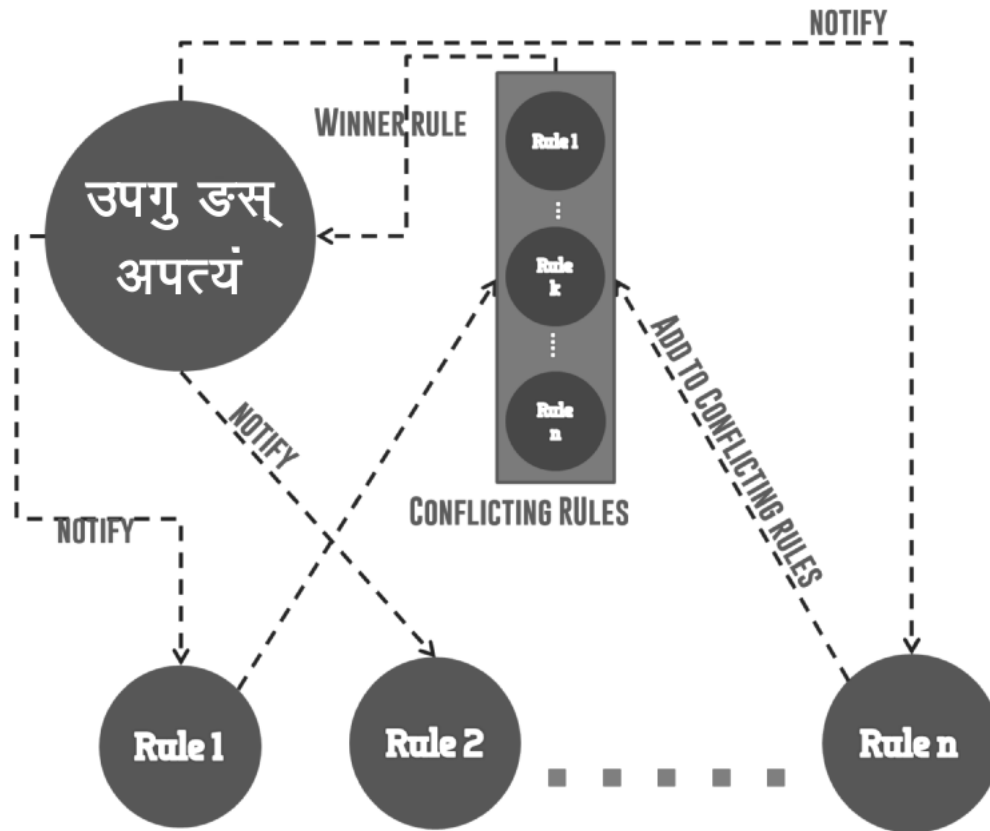 NOTIFY
WINNER RULE
Rule 1
उपगु ङस्
अपत्यं
Rule
k
Rule
n
NOTIFY
ADD TO CONFLICTING RULES
CONFLICTING RULES
NOTIFY
Rule 1
Rule 2
Rule n